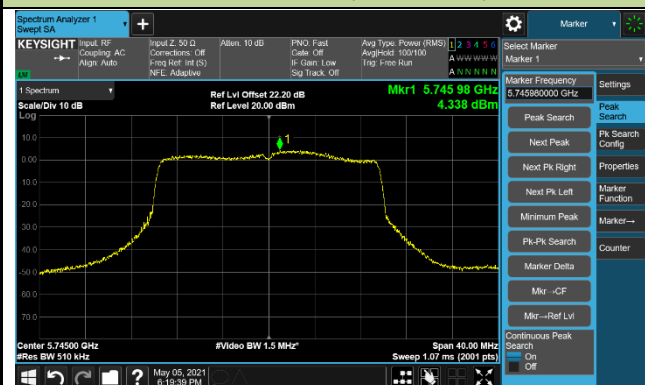 Spectrum Analyzer 1
Swept SA
Marker
KEYSIGHT
Input: RF
Coupling: AC
Align: Auto
Input Z: 50 Ω
Corrections: Off
Freq Ref: Int (S)
NFE: Adaptive
Atten: 10 dB
PNO: Fast
Gate: Off
IF Gain: Low
Sig Track: Off
Avg Type: Power (RMS)
Avg|Hold: 100/100
Trig: Free Run
1 2 3 4 5 6
A W W W W W
A N N N N N
Select Marker
Marker 1
LXI
1 Spectrum
Scale/Div 10 dB
Log
Ref Lvl Offset 22.20 dB
Ref Level 20.00 dBm
Mkr1 5.745 98 GHz
4.338 dBm
1
10.0
0.00
10.0
20.0
30.0
40.0
50.0
60.0
70.0
Center 5.74500 GHz
#Res BW 510 kHz
#Video BW 1.5 MHz*
Span 40.00 MHz
Sweep 1.07 ms (2001 pts)
Marker Frequency
5.745980000 GHz
Peak Search
Next Peak
Next Pk Right
Next Pk Left
Minimum Peak
Pk-Pk Search
Marker Delta
Mkr→CF
Mkr→Ref Lvl
Continuous Peak
Search
On
Off
Settings
Peak
Search
Pk Search
Config
Properties
Marker
Function
Marker→
Counter
May 05, 2021
6:19:39 PM